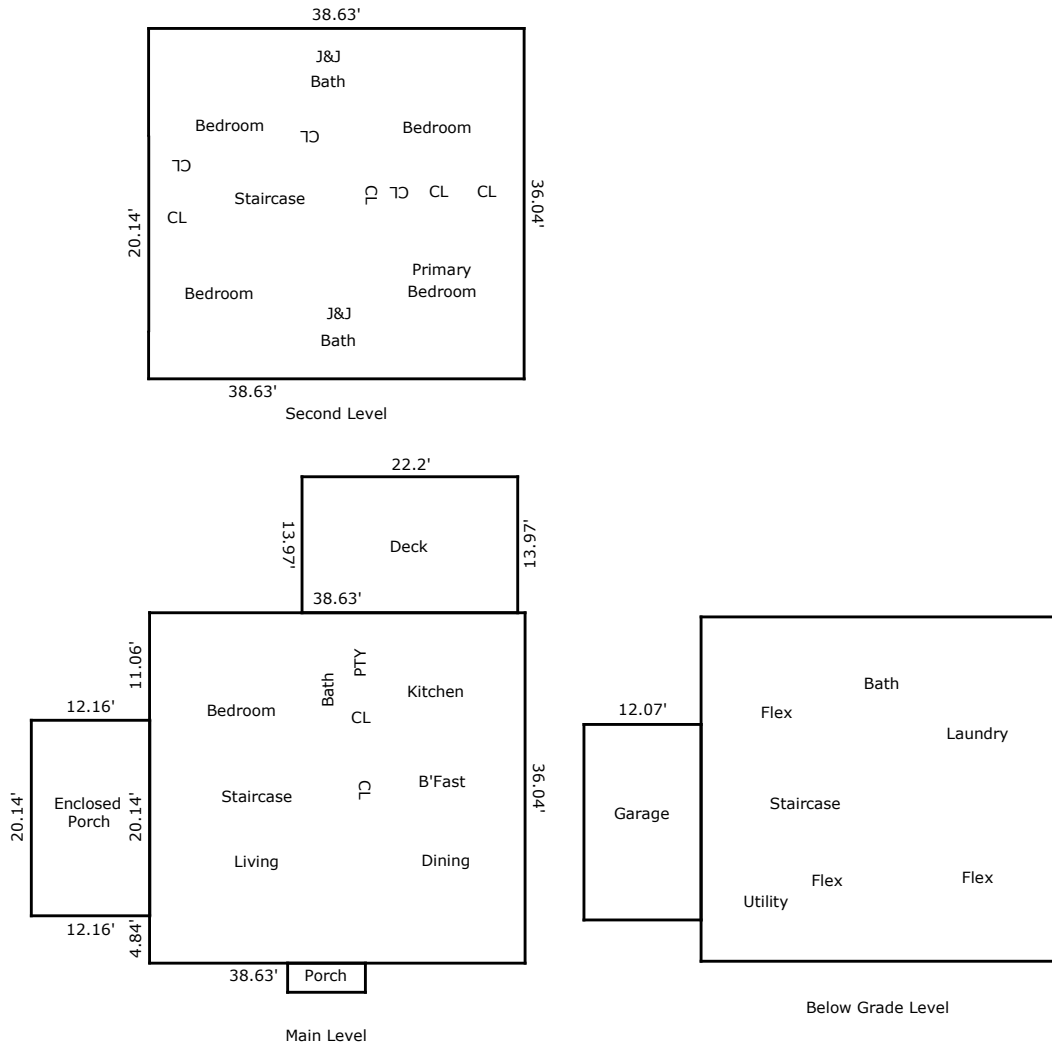 38.63'
J&J
Bath
Bedroom
CL
Bedroom
CL
Staircase
CL
CL
CL
CL
CL
36.04'
20.14'
Primary
Bedroom
Bedroom
J&J
Bath
38.63'
Second Level
22.2'
13.97'
Deck
13.97'
38.63'
11.06'
Bath
PTY
Kitchen
Bedroom
CL
12.16'
B'Fast
CL
Staircase
Enclosed
Porch
20.14'
20.14'
36.04'
Living
Dining
12.16'
4.84'
38.63'
Porch
Main Level
Bath
12.07'
Flex
Laundry
Staircase
Garage
Flex
Flex
Utility
Below Grade Level